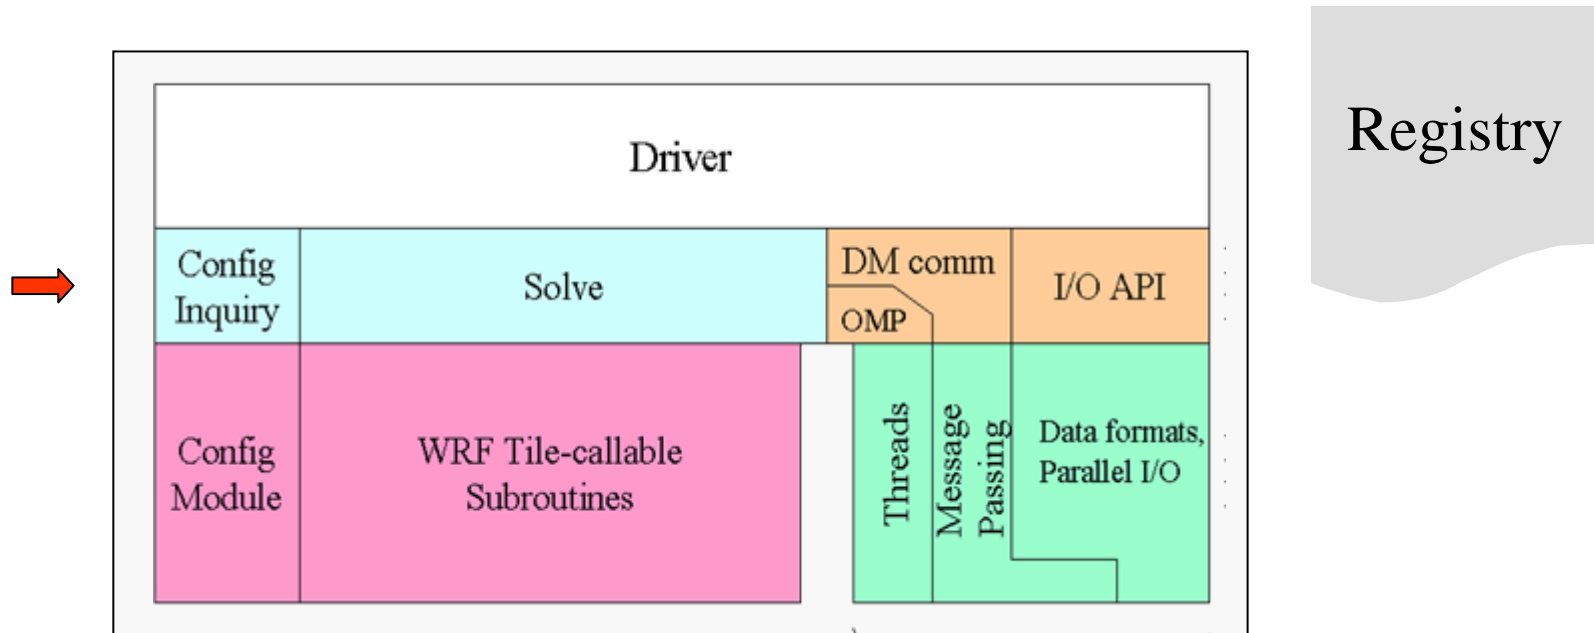 Registry
Driver
Config
Inquiry
Solve
DM comm
OMP
I/O API
Config
Module
WRF Tile-callable
Subroutines
Threads
Message
Passing
Data formats,
Parallel I/O